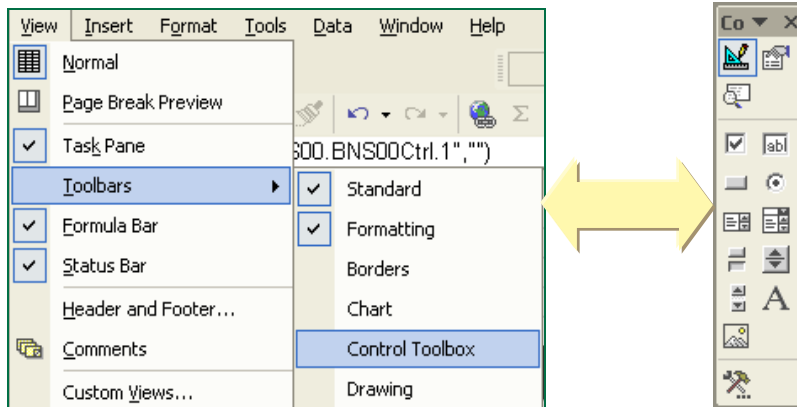 View Insert Format Tools Data Window Help
Co
Normal
Page Break Preview
Task Pane
S00.BNS00Ctrl.1","")
Toolbars
Standard
Formula Bar
Formatting
Status Bar
Borders
Header and Footer...
Chart
Comments
Control Toolbox
Custom Views...
Drawing
abl
A